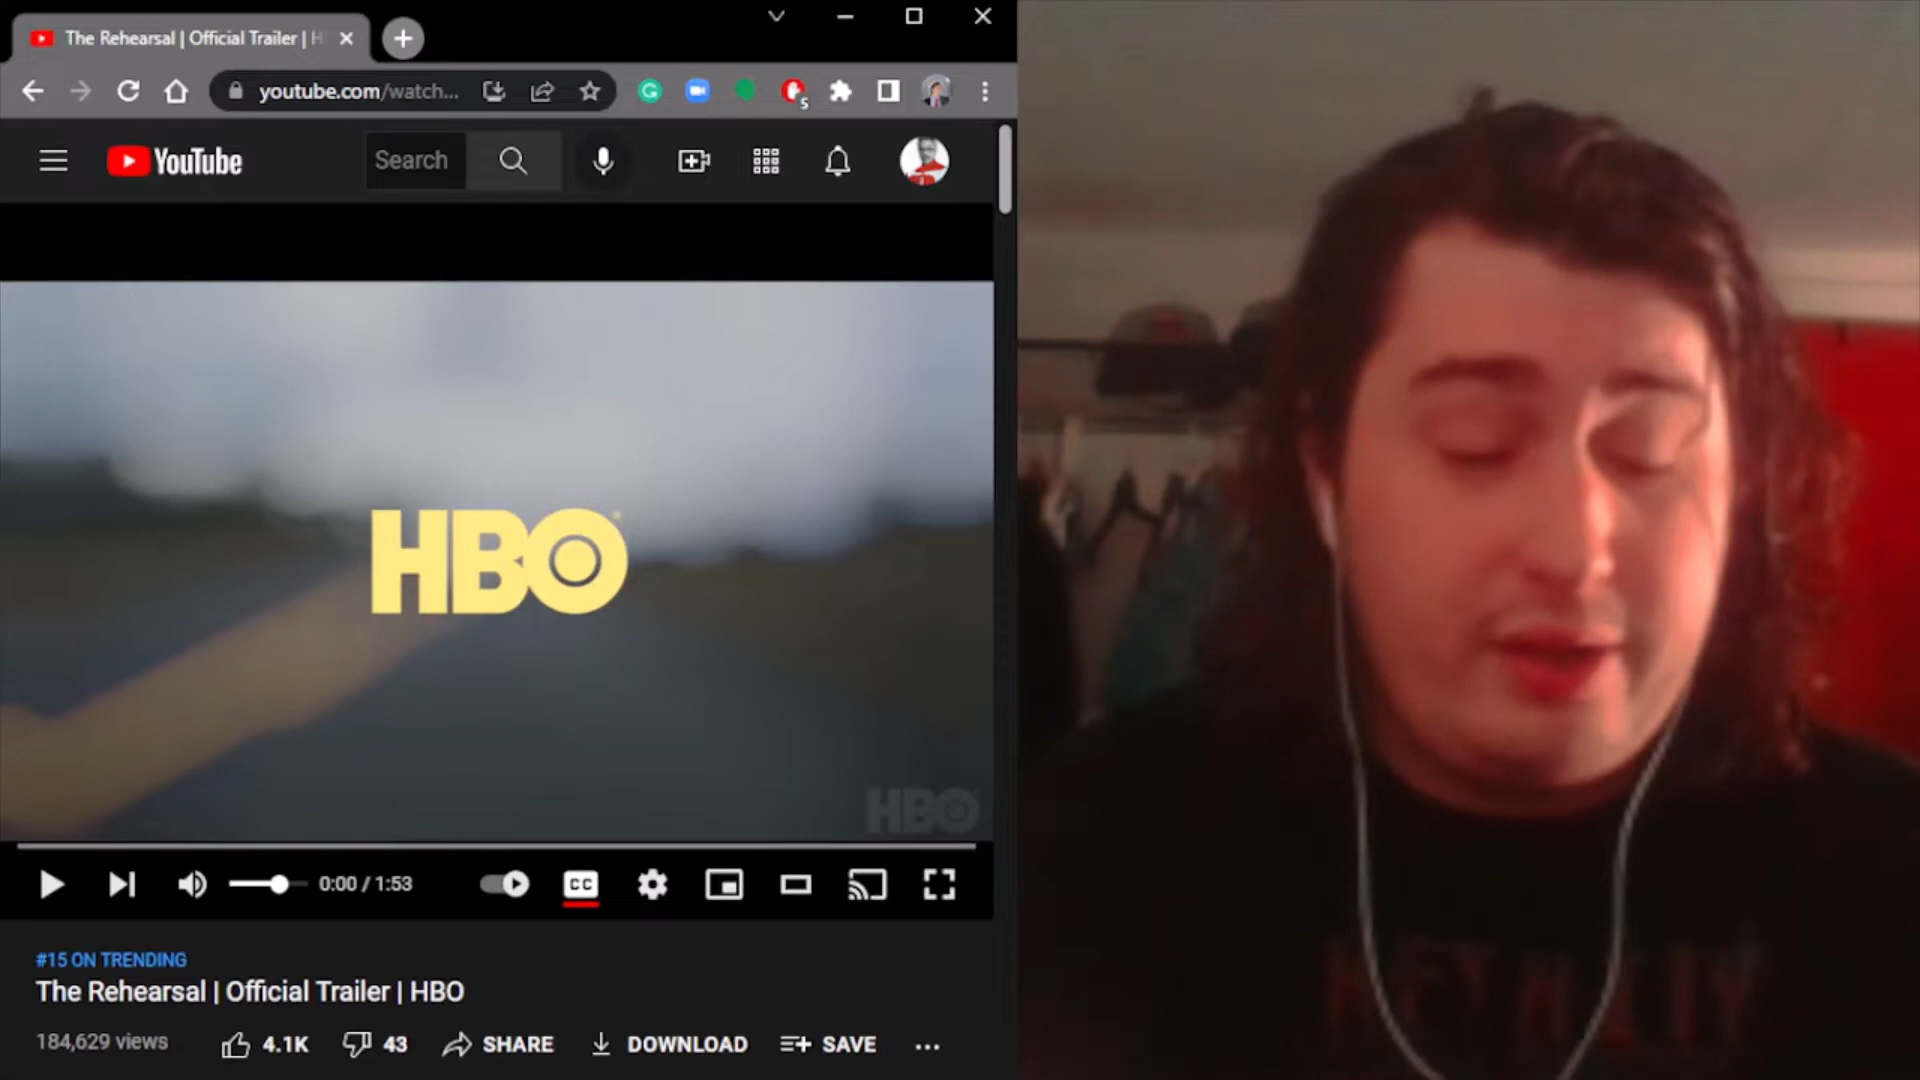 The Rehearsal | Official Trailer | H
youtube.com/watch...
5
YouTube
Search
HBO
HBO
0:00 / 1:53
CC
#15 ON TRENDING
The Rehearsal | Official Trailer | HBO
184,629 views
4.1K
43
SHARE
DOWNLOAD
SAVE